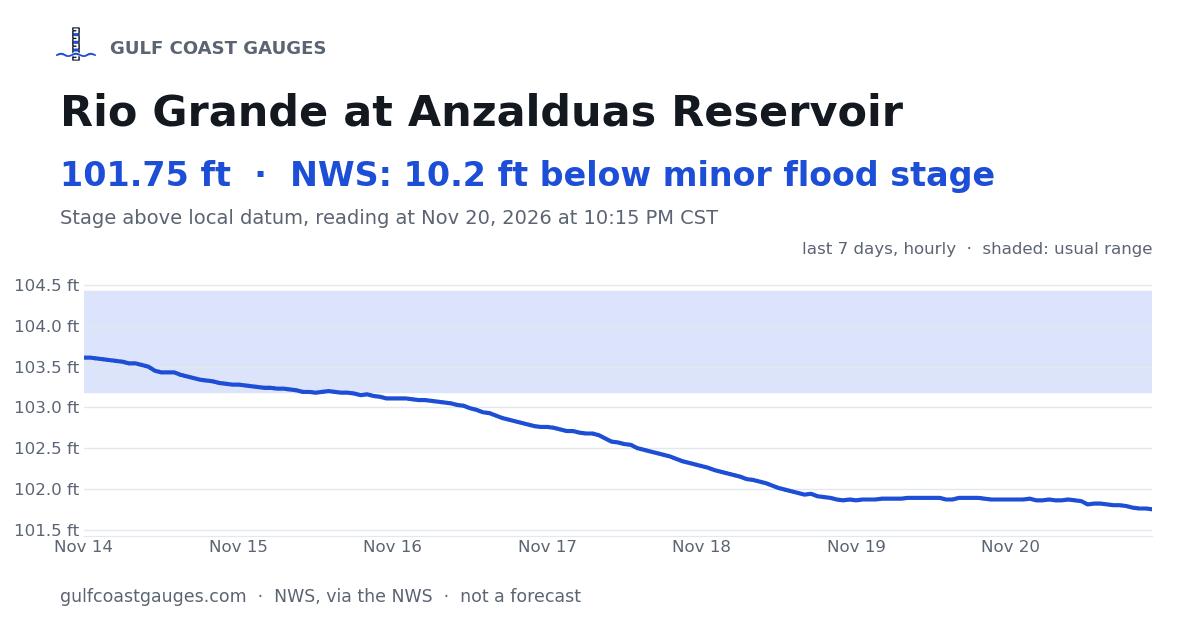 GULF COAST GAUGES
Rio Grande at Anzalduas Reservoir
101.75 ft · NWS: 10.2 ft below minor flood stage
Stage above local datum, reading at Nov 20, 2026 at 10:15 PM CST
last 7 days, hourly · shaded: usual range
104.5 ft
104.0 ft
103.5 ft
103.0 ft
102.5 ft
102.0 ft
101.5 ft
Nov 14 Nov 15 Nov 16 Nov 17 Nov 18 Nov 19 Nov 20
gulfcoastgauges.com · NWS, via the NWS · not a forecast